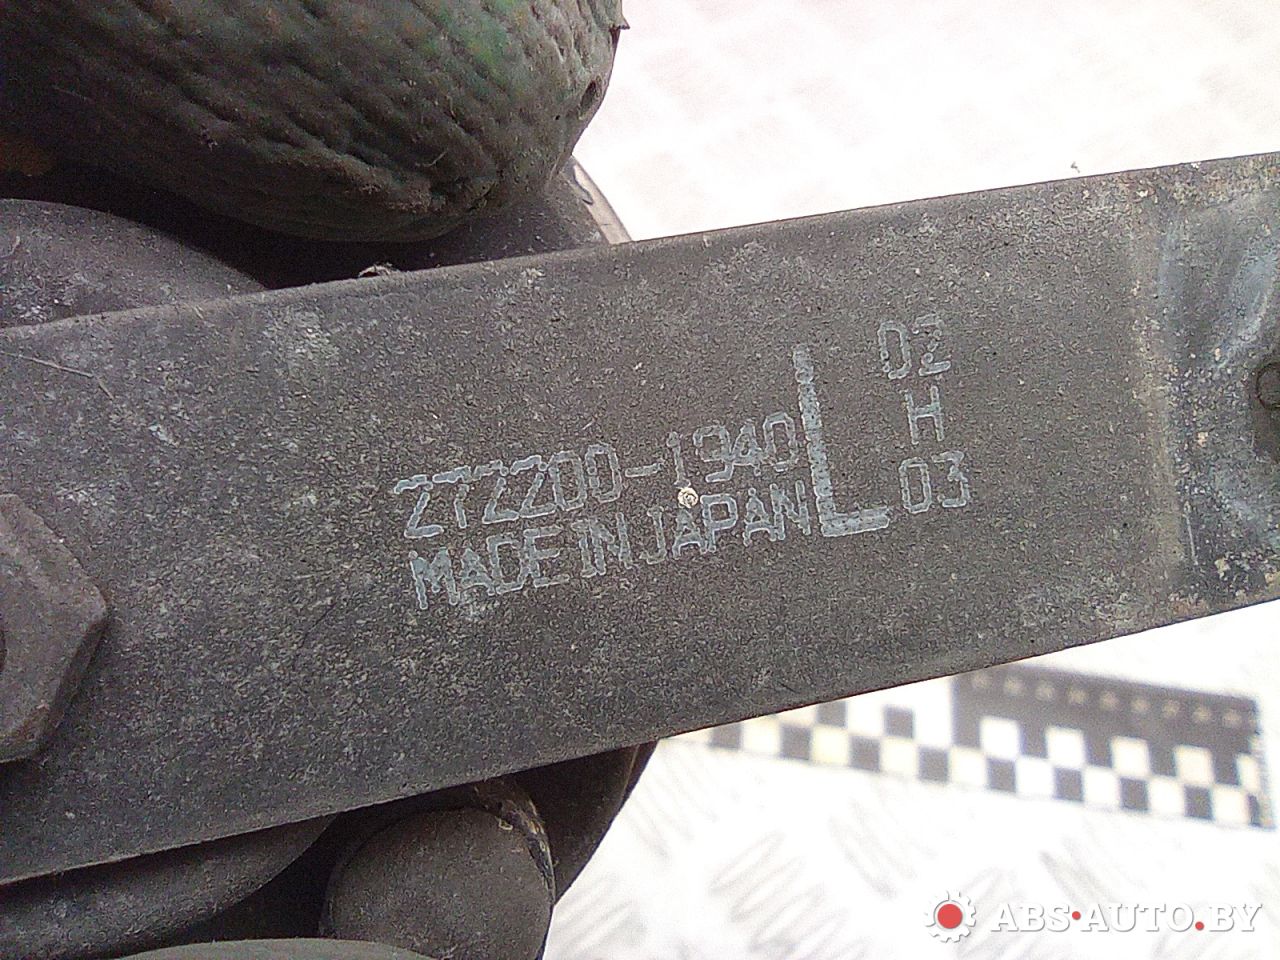 272200-1940
MADE IN JAPAN
L
02
H
03
ABS·AUTO.BY